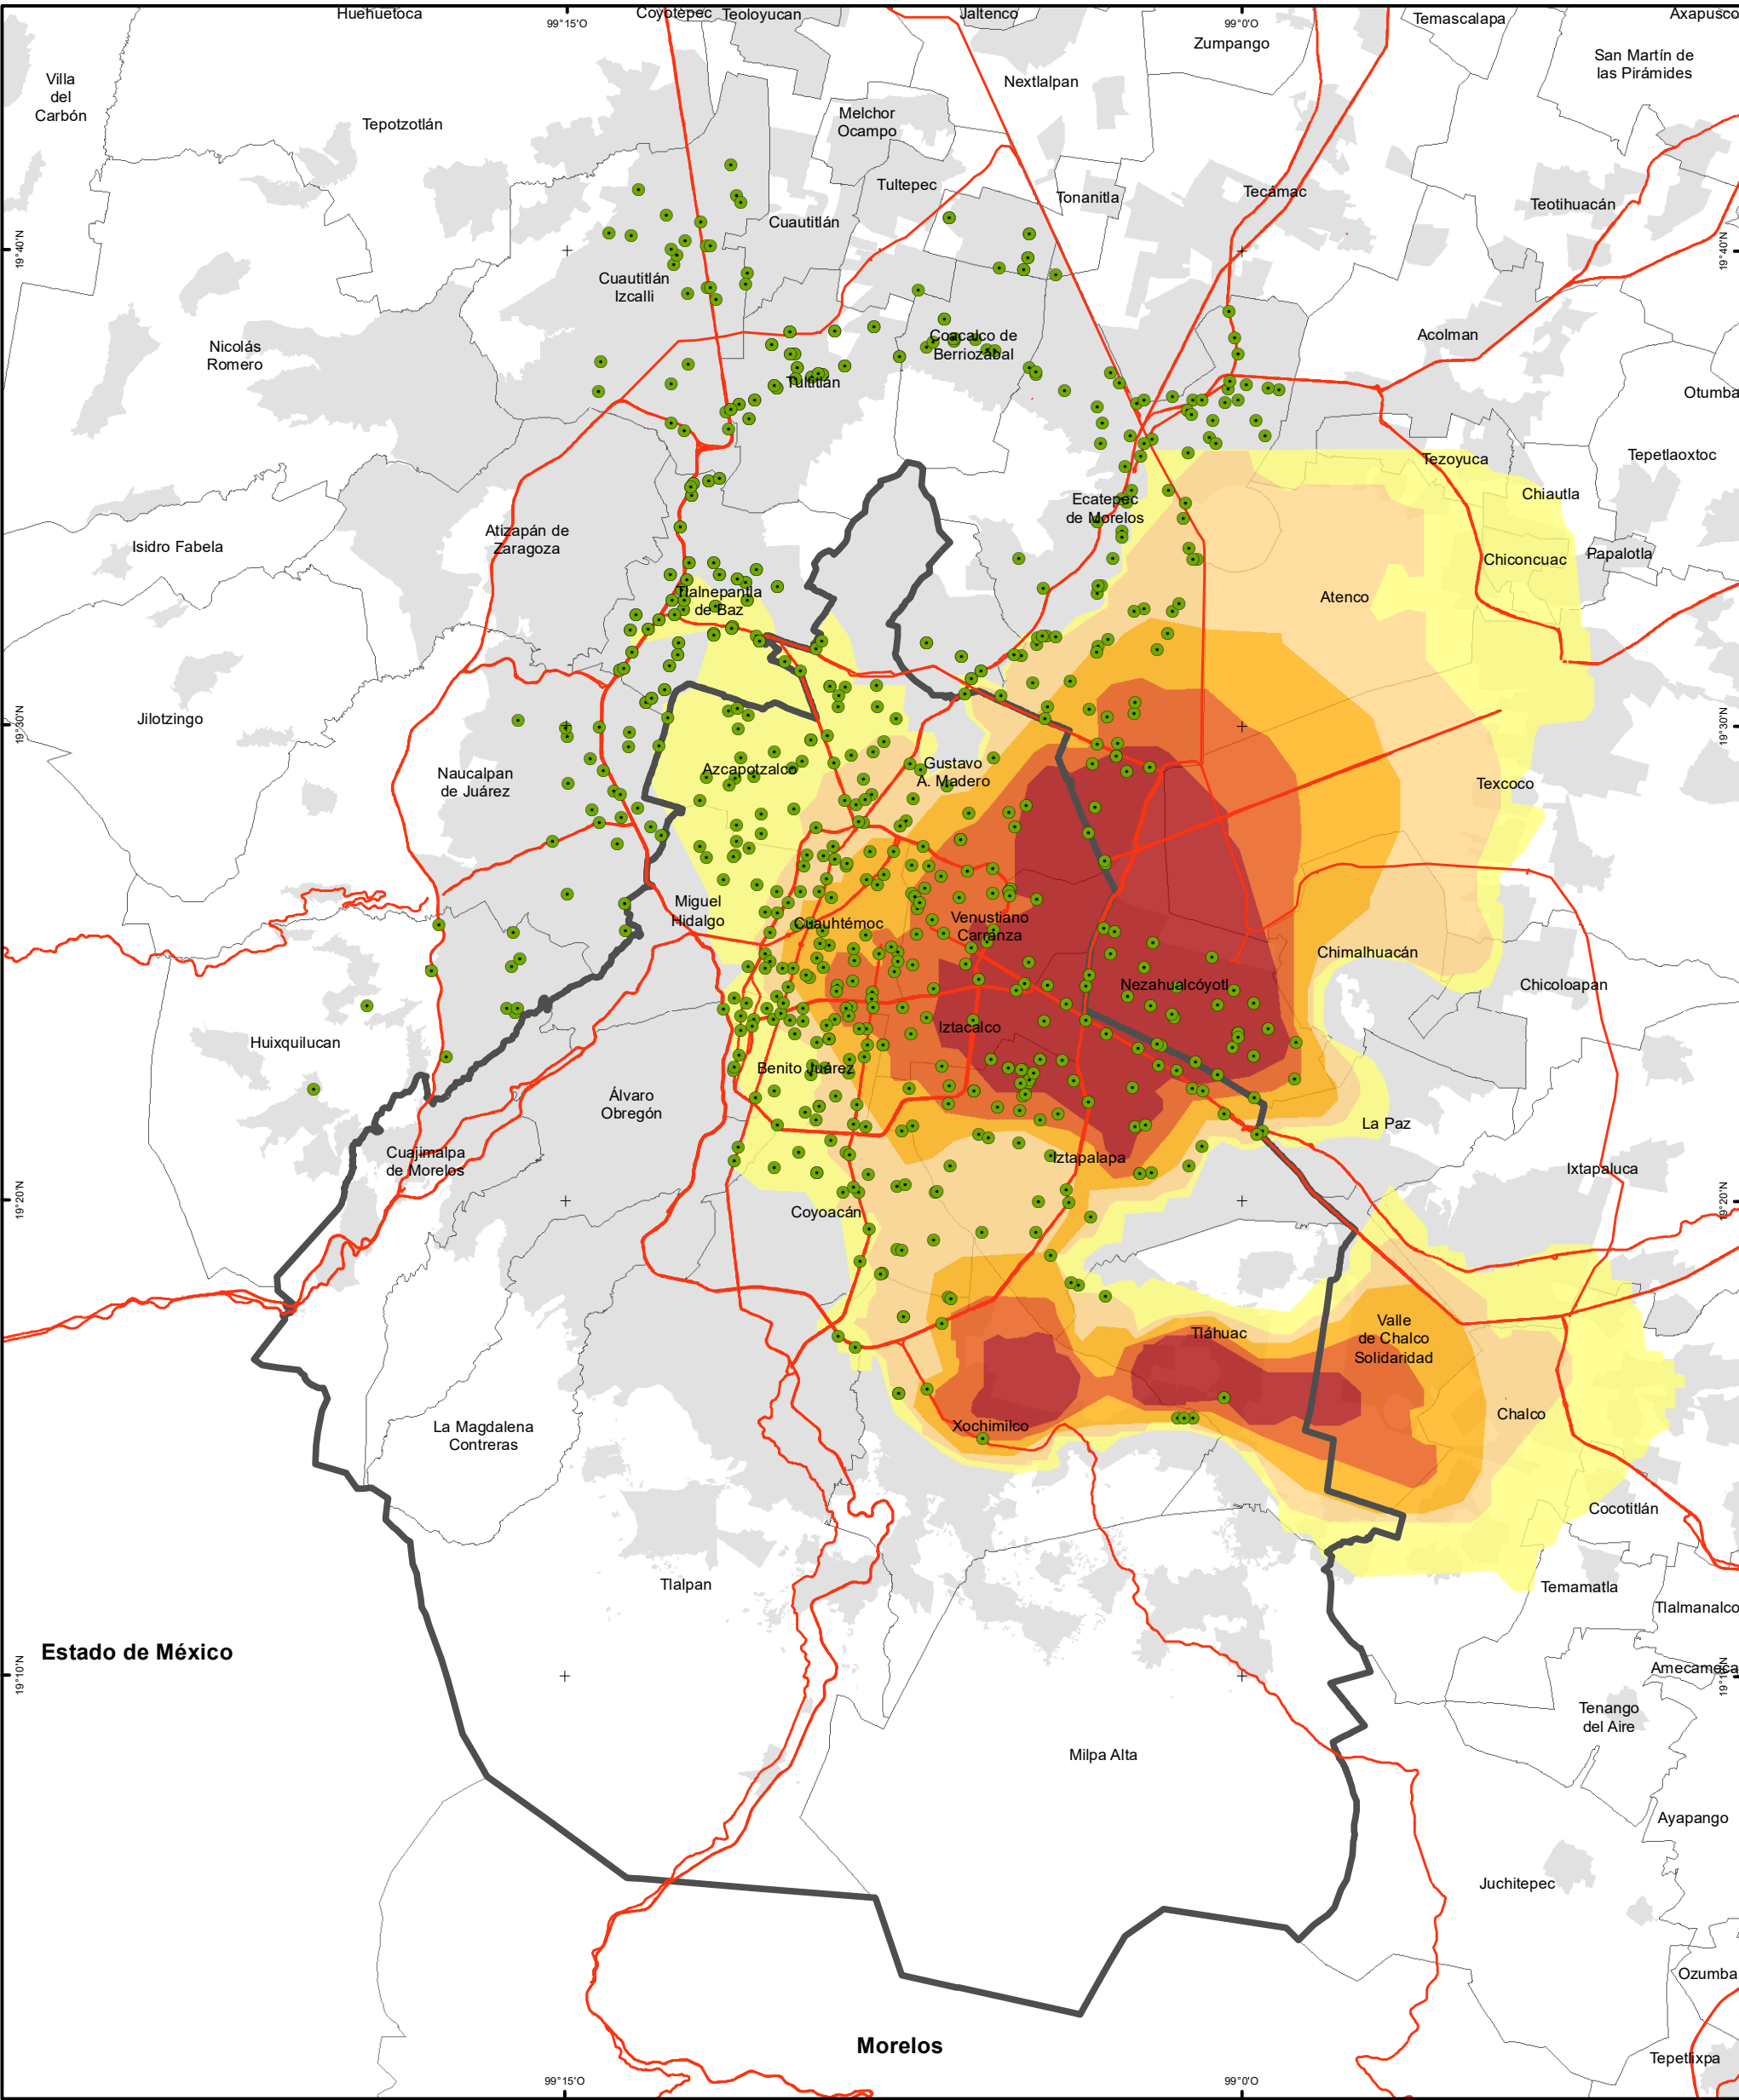 Huehuetoca
99°15'O
Coyotepec
Teoloyucan
Jaltenco
99°0'O
Temascalapa
Axapusco
Zumpango
San Martín de
las Pirámides
Villa
del
Carbón
Nextlalpan
Tepotzotlán
Melchor
Ocampo
Tultepec
Tonanitla
Tecámac
Teotihuacán
Cuautitlán
19°40'N
19°40'N
Cuautitlán
Izcalli
Nicolás
Romero
Coacalco de
Berriozábal
Acolman
Tultitlán
Otumba
Tezoyuca
Tepetlaoxtoc
Chiautla
Ecatepec
de Morelos
Atizapán de
Zaragoza
Isidro Fabela
Chiconcuac
Papalotla
Tlalnepantla
de Baz
Atenco
Jilotzingo
19°30'N
19°30'N
Naucalpan
de Juárez
Azcapotzalco
Gustavo
A. Madero
Texcoco
Miguel
Hidalgo
Cuauhtémoc
Venustiano
Carranza
Chimalhuacán
Nezahualcóyotl
Chicoloapan
Huixquilucan
Iztacalco
Benito Juárez
Álvaro
Obregón
La Paz
Cuajimalpa
de Morelos
Iztapalapa
Ixtapaluca
19°20'N
19°20'N
Coyoacán
Tláhuac
Valle
de Chalco
Solidaridad
La Magdalena
Contreras
Xochimilco
Chalco
Cocotitlán
Tlalpan
Temamatla
Tlalmanalco
Estado de México
19°10'N
Amecameca
19°10'N
Tenango
del Aire
Milpa Alta
Ayapango
Juchitepec
Ozumba
Morelos
Tepetlixpa
99°15'O
99°0'O